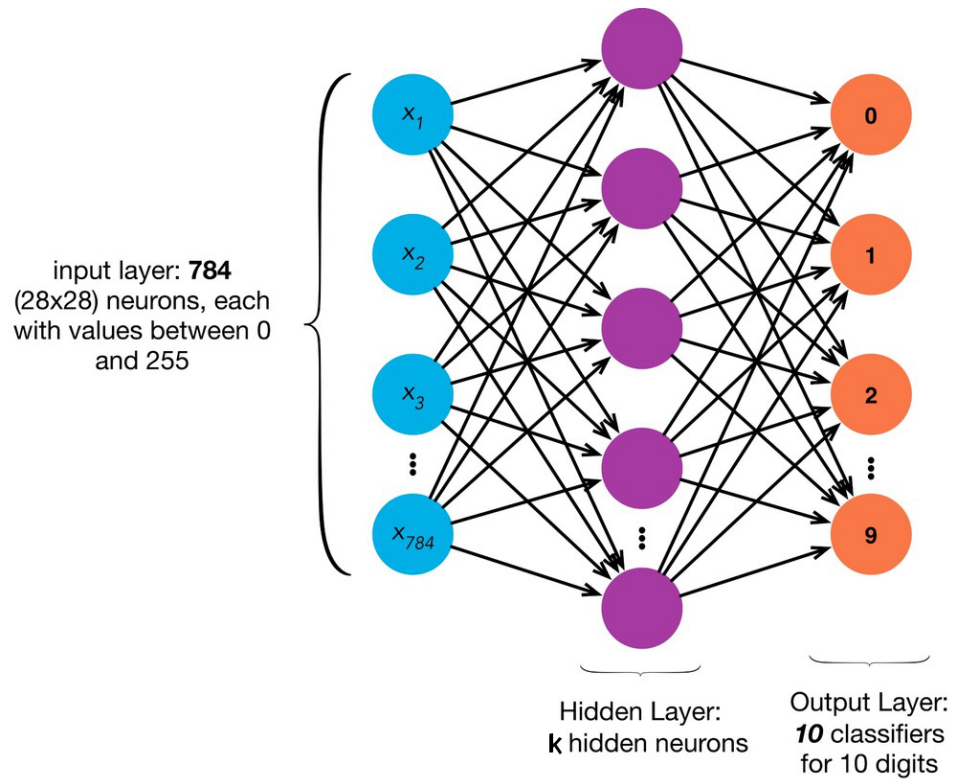 x1
x2
x3
x784
input layer: 784
(28x28) neurons, each
with values between 0
and 255
0
1
2
9
Hidden Layer:
k hidden neurons
Output Layer:
10 classifiers
for 10 digits